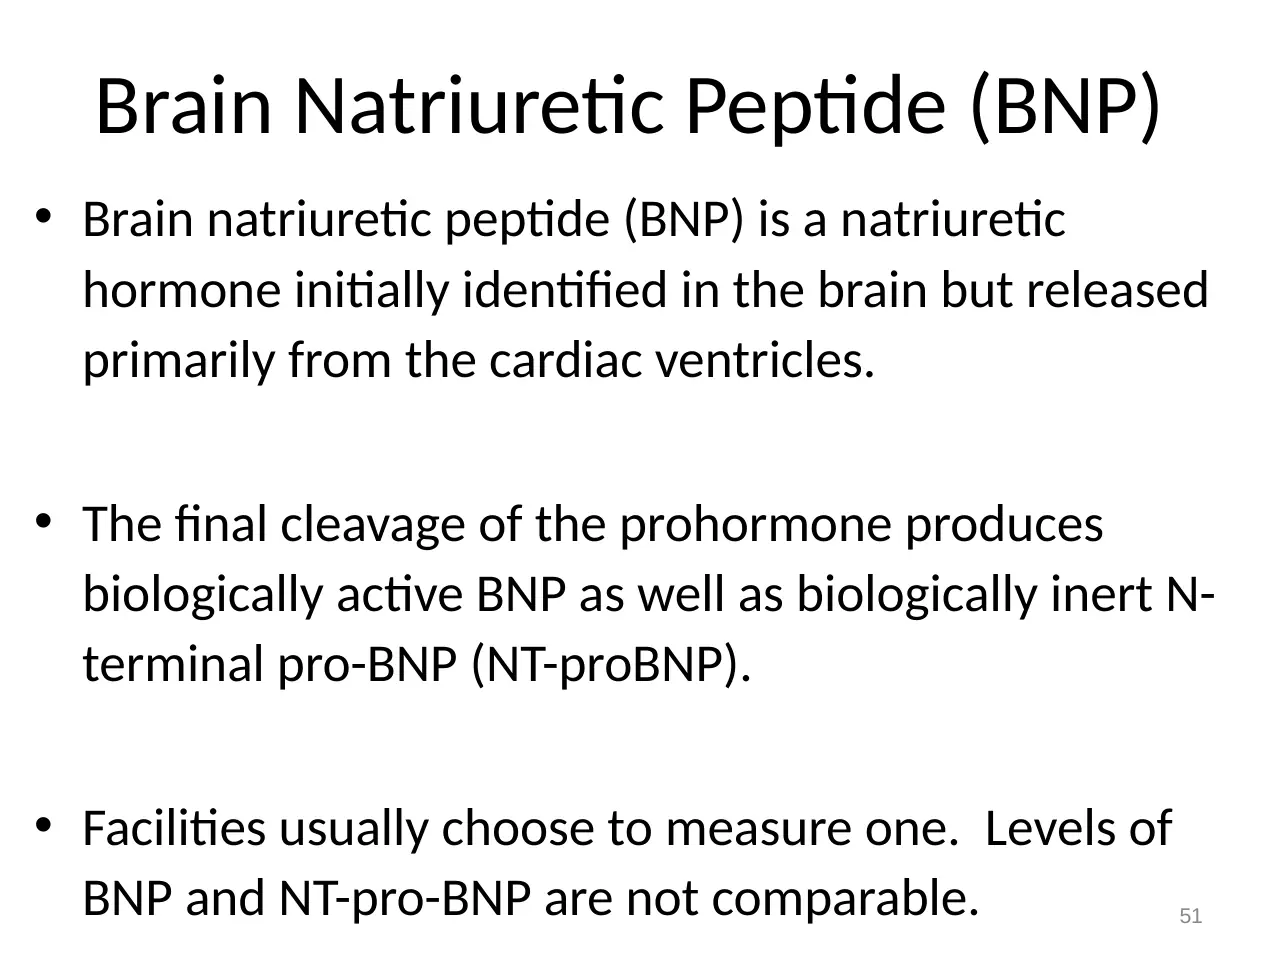 Brain Natriuretic Peptide (BNP)
• Brain natriuretic peptide (BNP) is a natriuretic
hormone initially identified in the brain but released
primarily from the cardiac ventricles.
• The final cleavage of the prohormone produces
biologically active BNP as well as biologically inert N-
terminal pro-BNP (NT-proBNP).
• Facilities usually choose to measure one.  Levels of
BNP and NT-pro-BNP are not comparable.
51